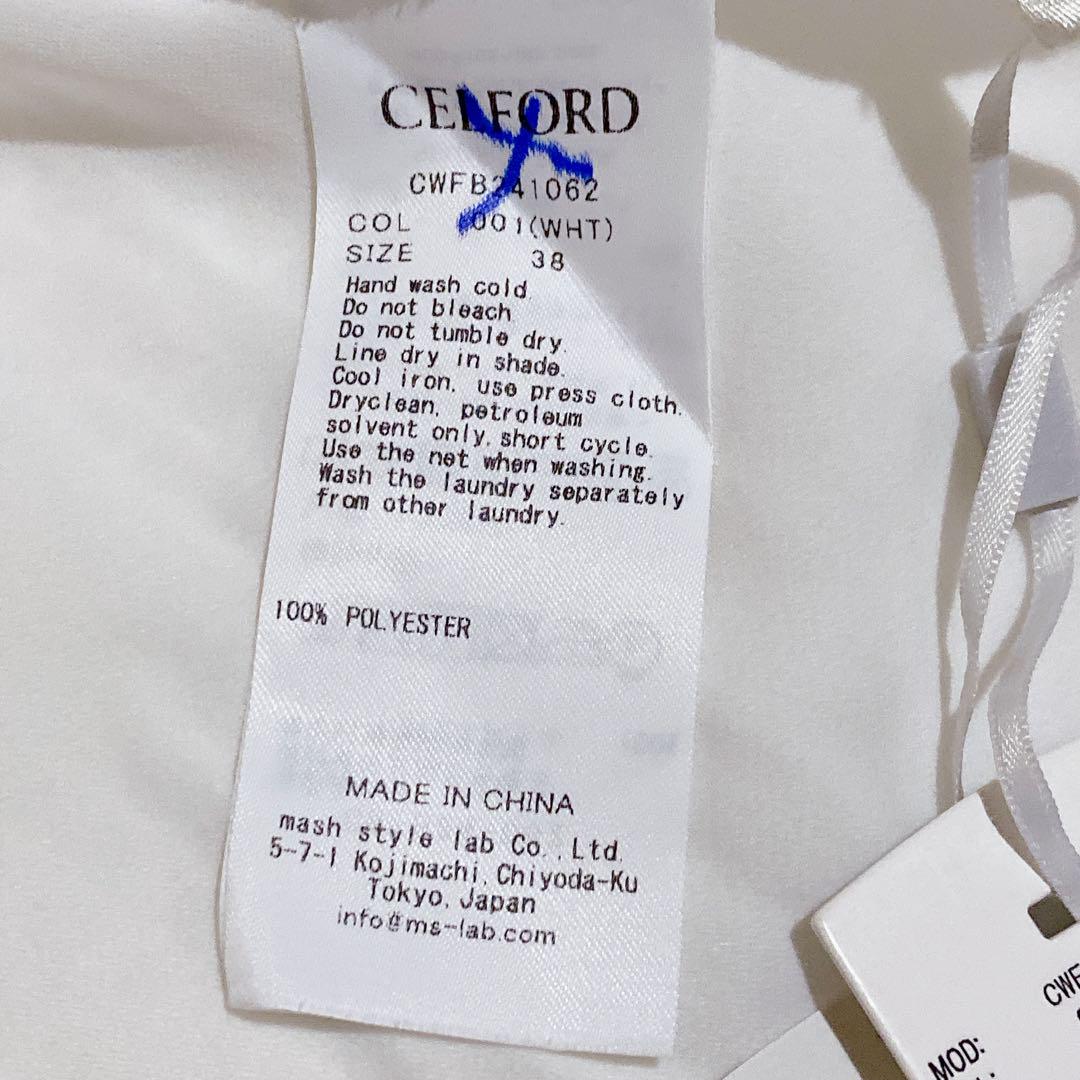 CELFORD
CWFB241062
COL 001(WHT)
SIZE 38
Hand wash cold.
Do not bleach
Do not tumble dry.
Line dry in shade.
Cool iron, use press cloth.
Dryclean, petroleum
solvent only, short cycle.
Use the net when washing.
Wash the laundry separately
from other laundry.
100% POLYESTER
MADE IN CHINA
mash style lab Co., Ltd.
5-7-1 Kojimachi, Chiyoda-Ku
Tokyo, Japan
info@ms-lab.com
MOD: